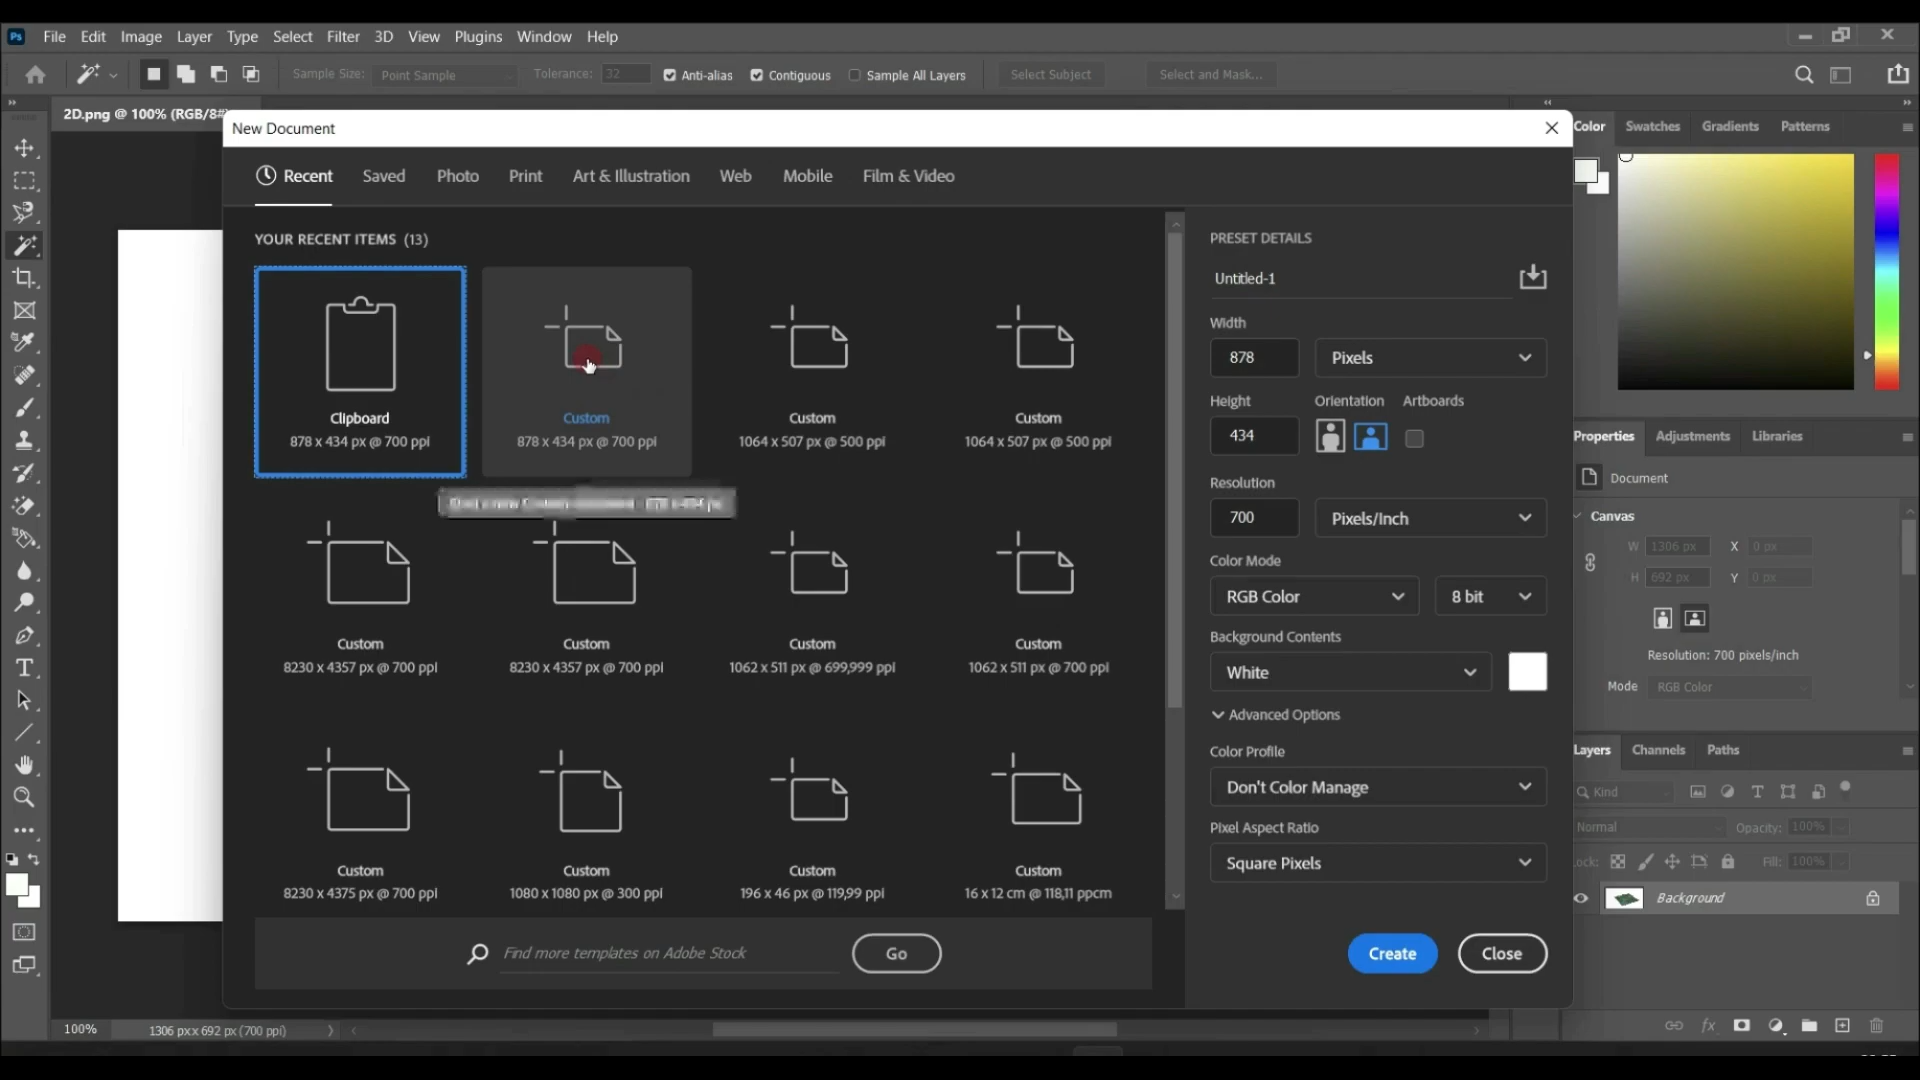 Ps File Edit Image Layer Type Select Filter 3D View Plugins Window Help
Sample Size: Point Sample Tolerance: 32 Anti-alias Contiguous Sample All Layers Select Subject Select and Mask...
2D.png @ 100% (RGB/8#
New Document
Recent Saved Photo Print Art & Illustration Web Mobile Film & Video
YOUR RECENT ITEMS (13)
Clipboard
878 x 434 px @ 700 ppi
Custom
878 x 434 px @ 700 ppi
Custom
1064 x 507 px @ 500 ppi
Custom
1064 x 507 px @ 500 ppi
Custom
8230 x 4357 px @ 700 ppi
Custom
8230 x 4357 px @ 700 ppi
Custom
1062 x 511 px @ 699,999 ppi
Custom
1062 x 511 px @ 700 ppi
Custom
8230 x 4375 px @ 700 ppi
Custom
1080 x 1080 px @ 300 ppi
Custom
196 x 46 px @ 119,99 ppi
Custom
16 x 12 cm @ 118,11 ppcm
Find more templates on Adobe Stock
Go
PRESET DETAILS
Untitled-1
Width
878 Pixels
Height Orientation Artboards
434
Resolution
700 Pixels/Inch
Color Mode
RGB Color 8 bit
Background Contents
White
Advanced Options
Color Profile
Don't Color Manage
Pixel Aspect Ratio
Square Pixels
Create Close
Color Swatches Gradients Patterns
Properties Adjustments Libraries
Document
Canvas
W 1306 px X 0 px
H 692 px Y 0 px
Resolution: 700 pixels/inch
Mode RGB Color
Layers Channels Paths
Kind
Normal Opacity: 100%
ock: Fill: 100%
Background
fx
100% 1306 px x 692 px (700 ppi)